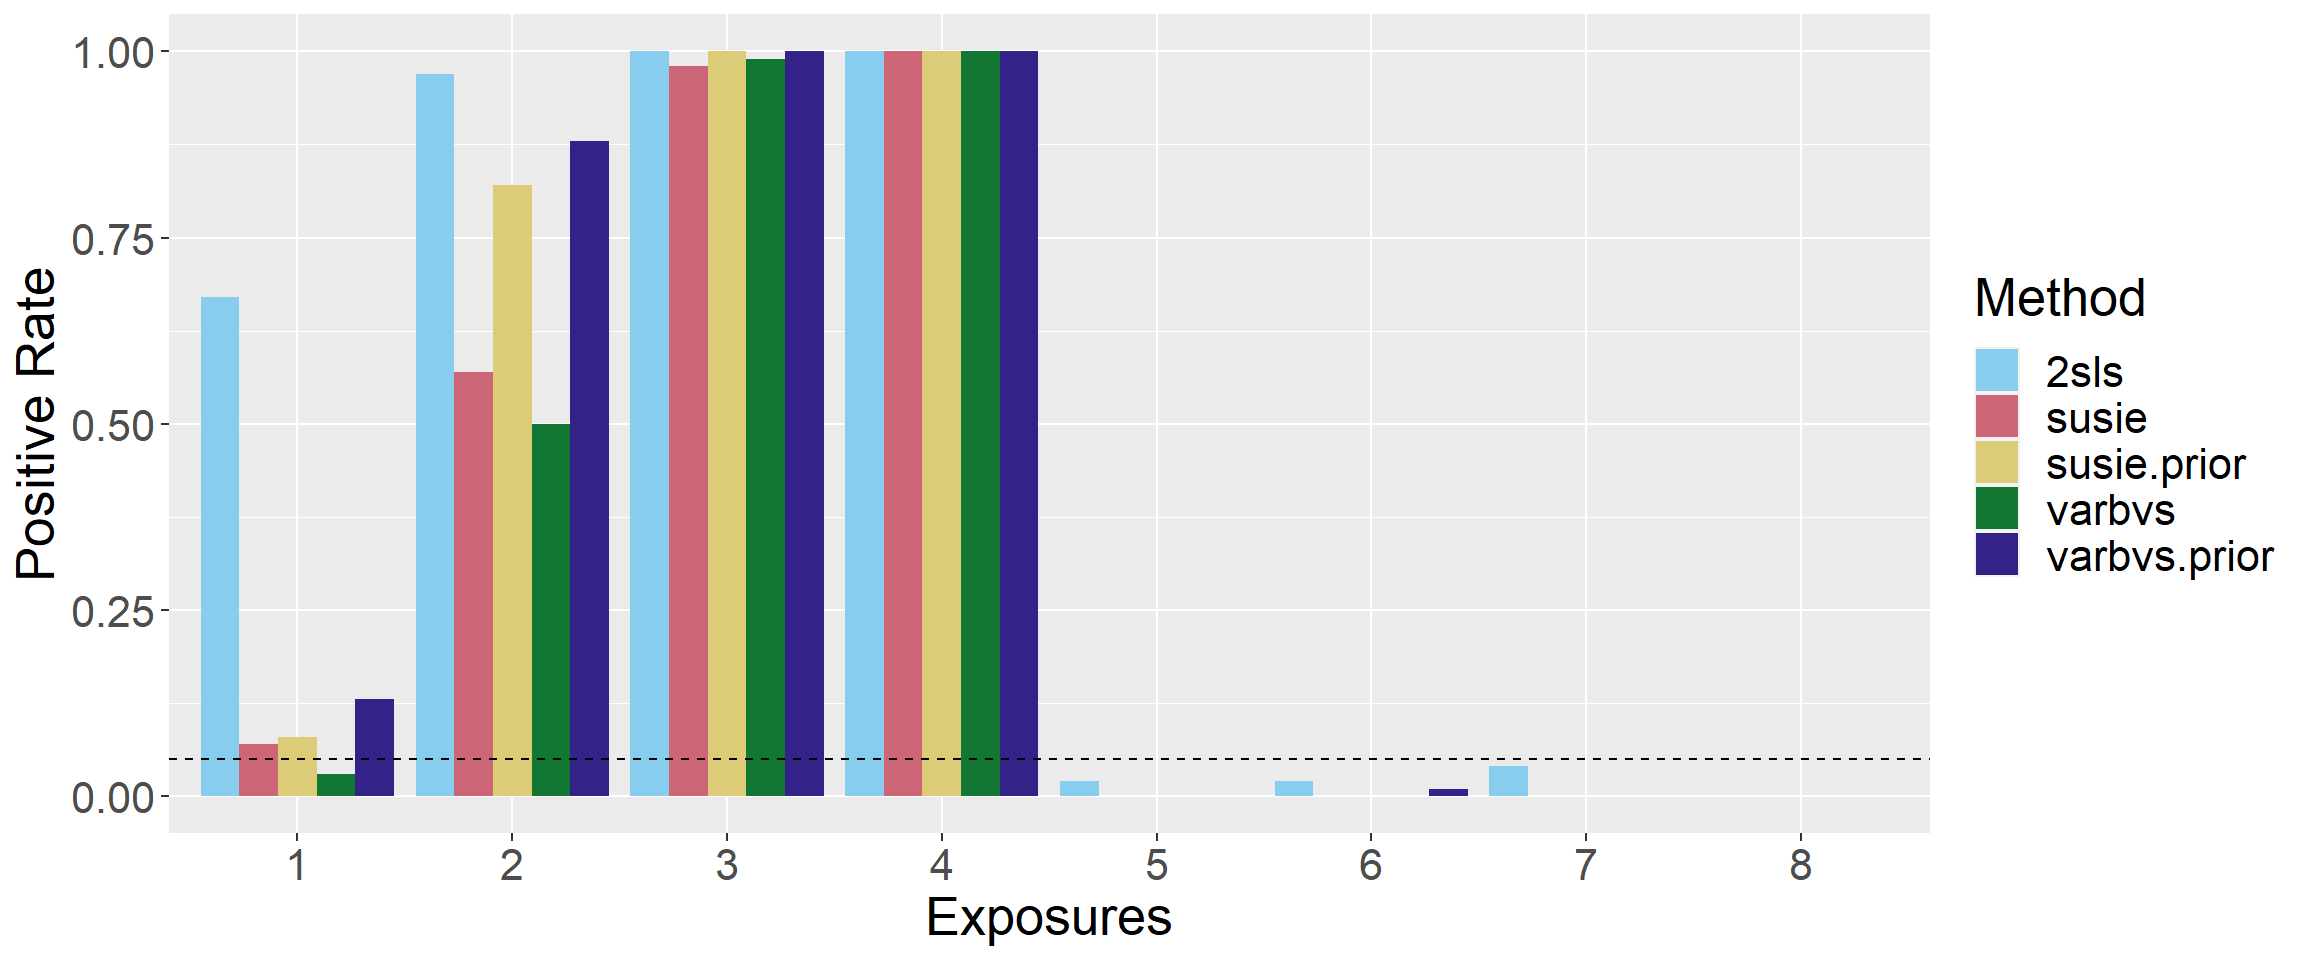 Positive Rate
1.00
0.75
0.50
0.25
0.00
1 2 3 4 5 6 7 8
Exposures
Method
2sls
susie
susie.prior
varbvs
varbvs.prior